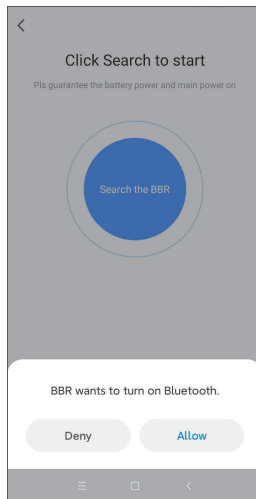 Click Search to start
Pls guarantee the battery power and main power on
Search the BBR
BBR wants to turn on Bluetooth.
Deny
Allow